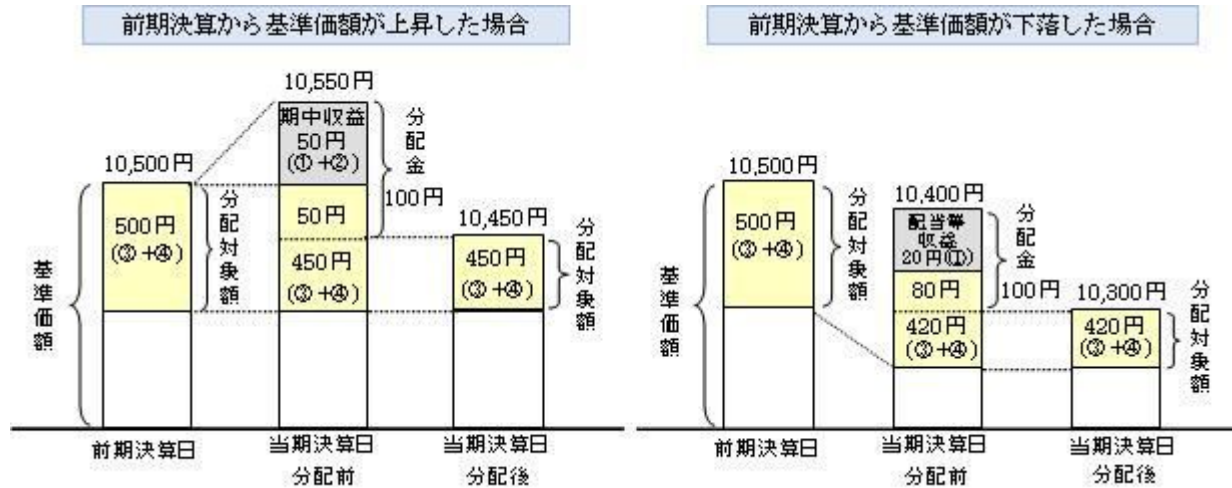 前期決算から基準価額が上昇した場合
10,550円
期中収益
50円
(①+②)
分配金
100円
10,500円
500円
(③+④)
分配対象額
50円
450円
(③+④)
10,450円
450円
(③+④)
分配対象額
基準価額
前期決算日
当期決算日
分配前
当期決算日
分配後
前期決算から基準価額が下落した場合
10,500円
500円
(③+④)
分配対象額
10,400円
配当等
収益
20円(①)
分配金
100円
80円
420円
(③+④)
10,300円
420円
(③+④)
分配対象額
基準価額
前期決算日
当期決算日
分配前
当期決算日
分配後